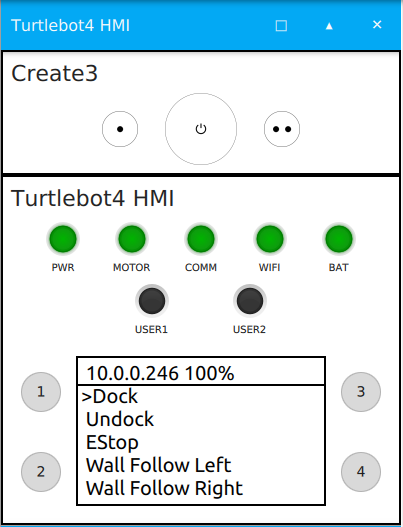 Turtlebot4 HMI
Create3
Turtlebot4 HMI
PWR MOTOR COMM WIFI BAT
USER1 USER2
10.0.0.246 100%
1 >Dock 3
Undock
EStop
2 Wall Follow Left 4
Wall Follow Right